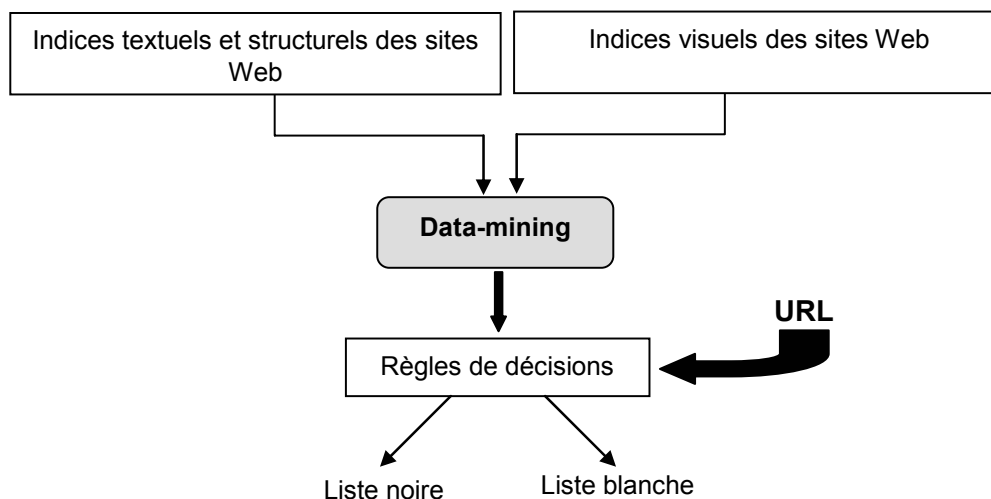 Indices textuels et structurels des sites
Web
Indices visuels des sites Web
Data-mining
URL
Règles de décisions
Liste noire
Liste blanche